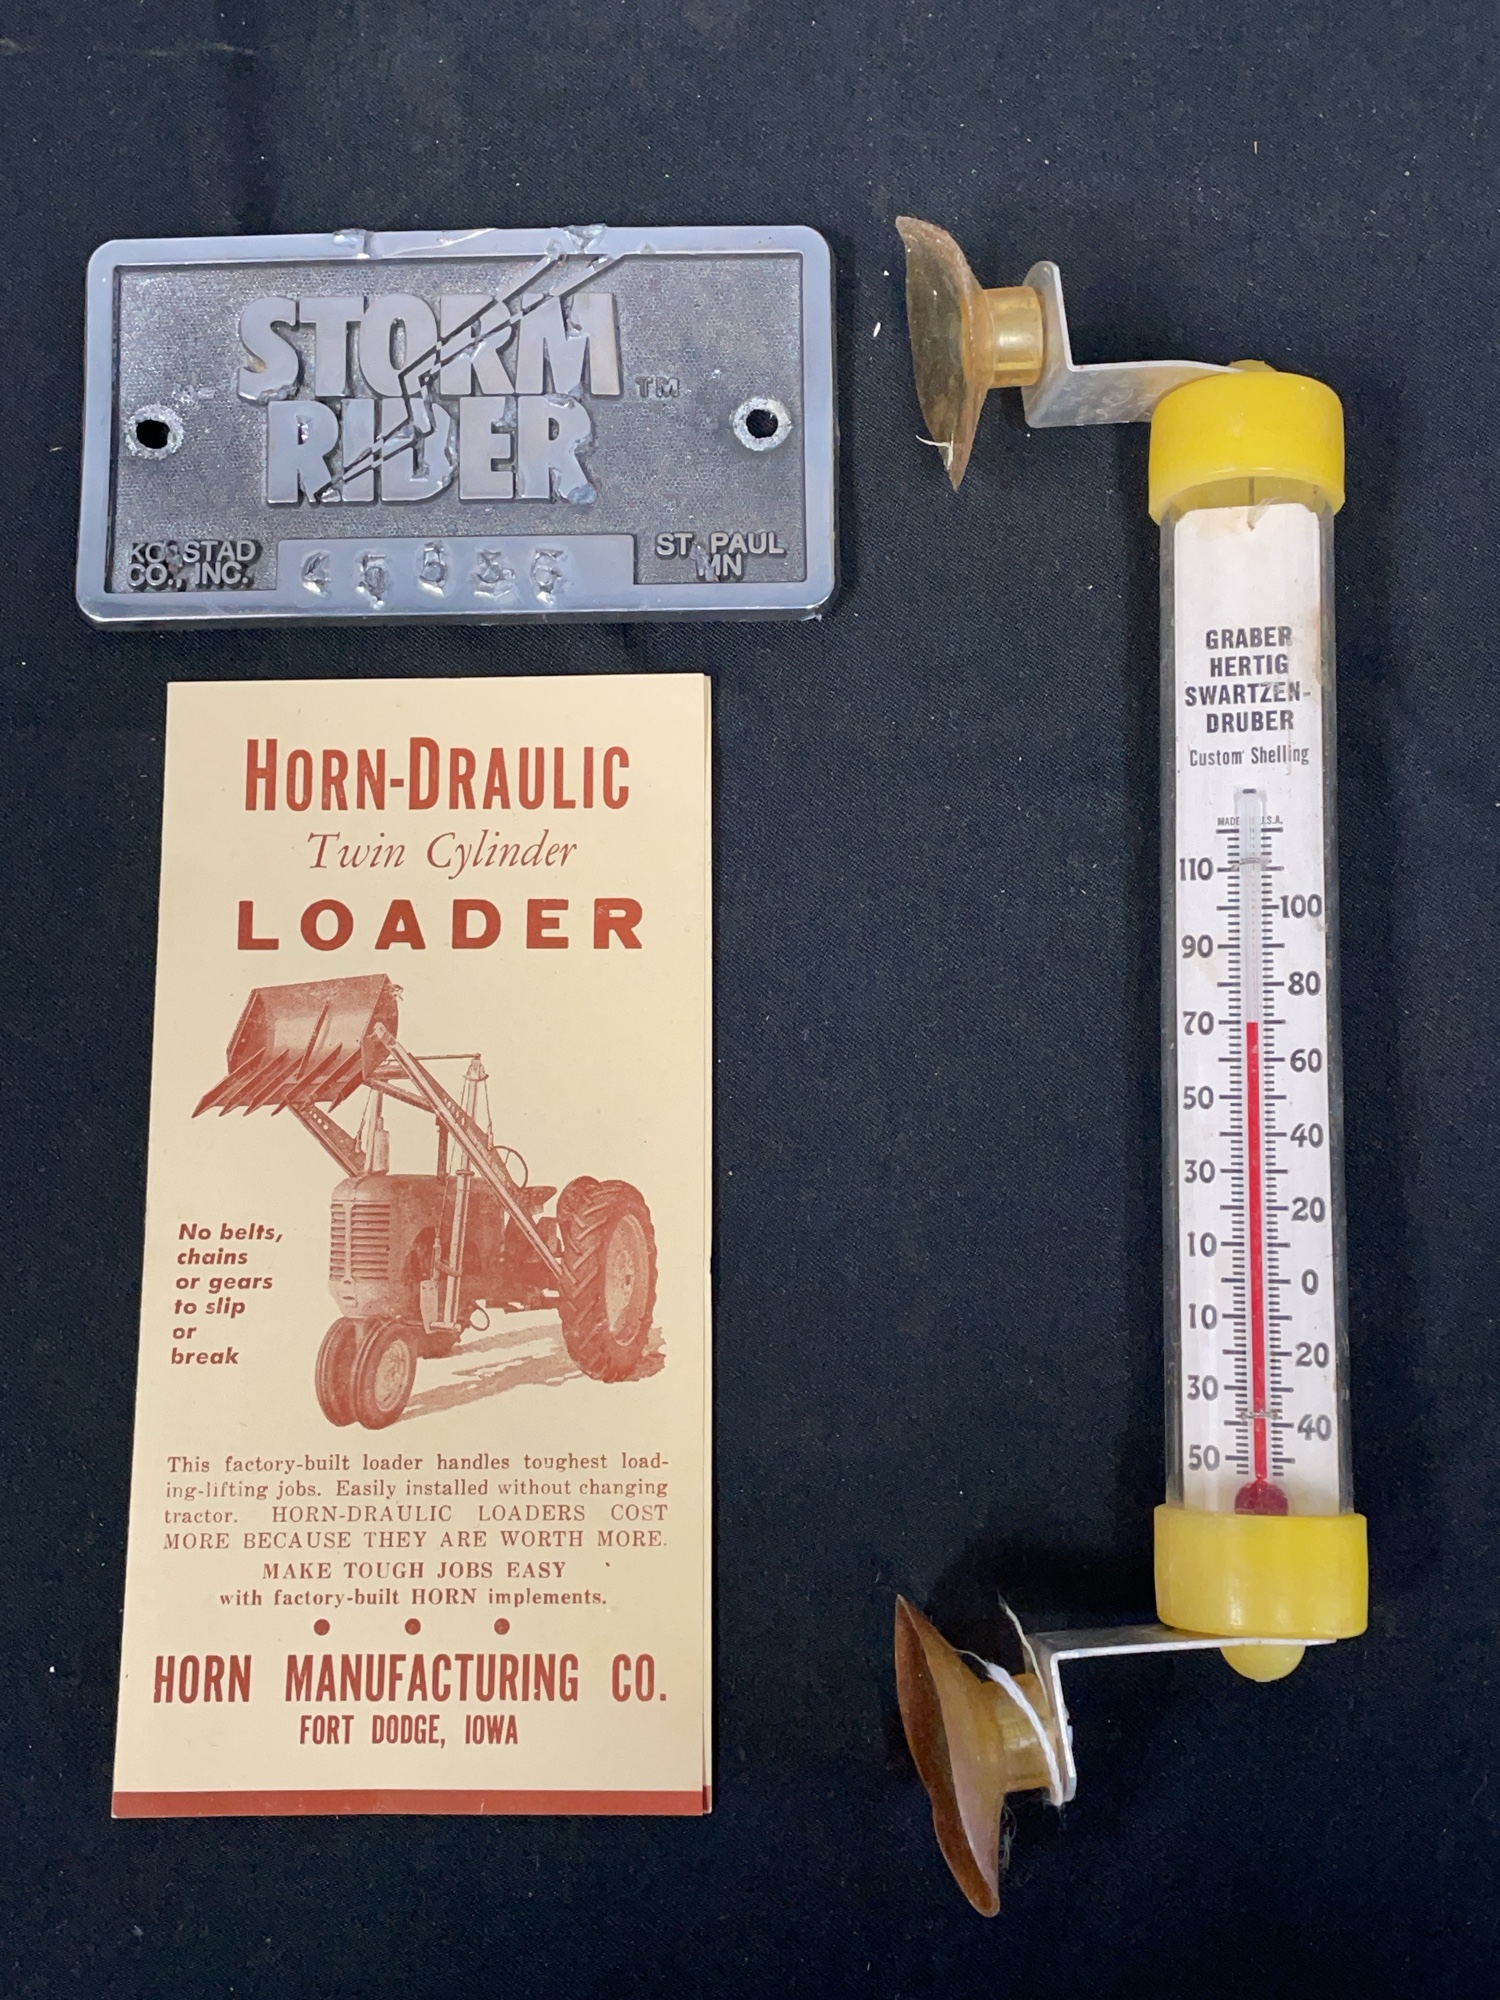 STORM
RIDER
TM
CO., INC.
ST. PAUL
MN
HORN-DRAULIC
Twin Cylinder
LOADER
No belts,
chains
or gears
to slip
or
break
This factory-built loader handles toughest load-
ing-lifting jobs. Easily installed without changing
tractor. HORN-DRAULIC LOADERS COST
MORE BECAUSE THEY ARE WORTH MORE.
MAKE TOUGH JOBS EASY
with factory-built HORN implements.
HORN MANUFACTURING CO.
FORT DODGE, IOWA
GRABER
HERTIG
SWARTZEN-
DRUBER
Custom Shelling
MADE U.S.A.
110
100
90
80
70
60
50
40
30
20
10
0
10
20
30
40
50